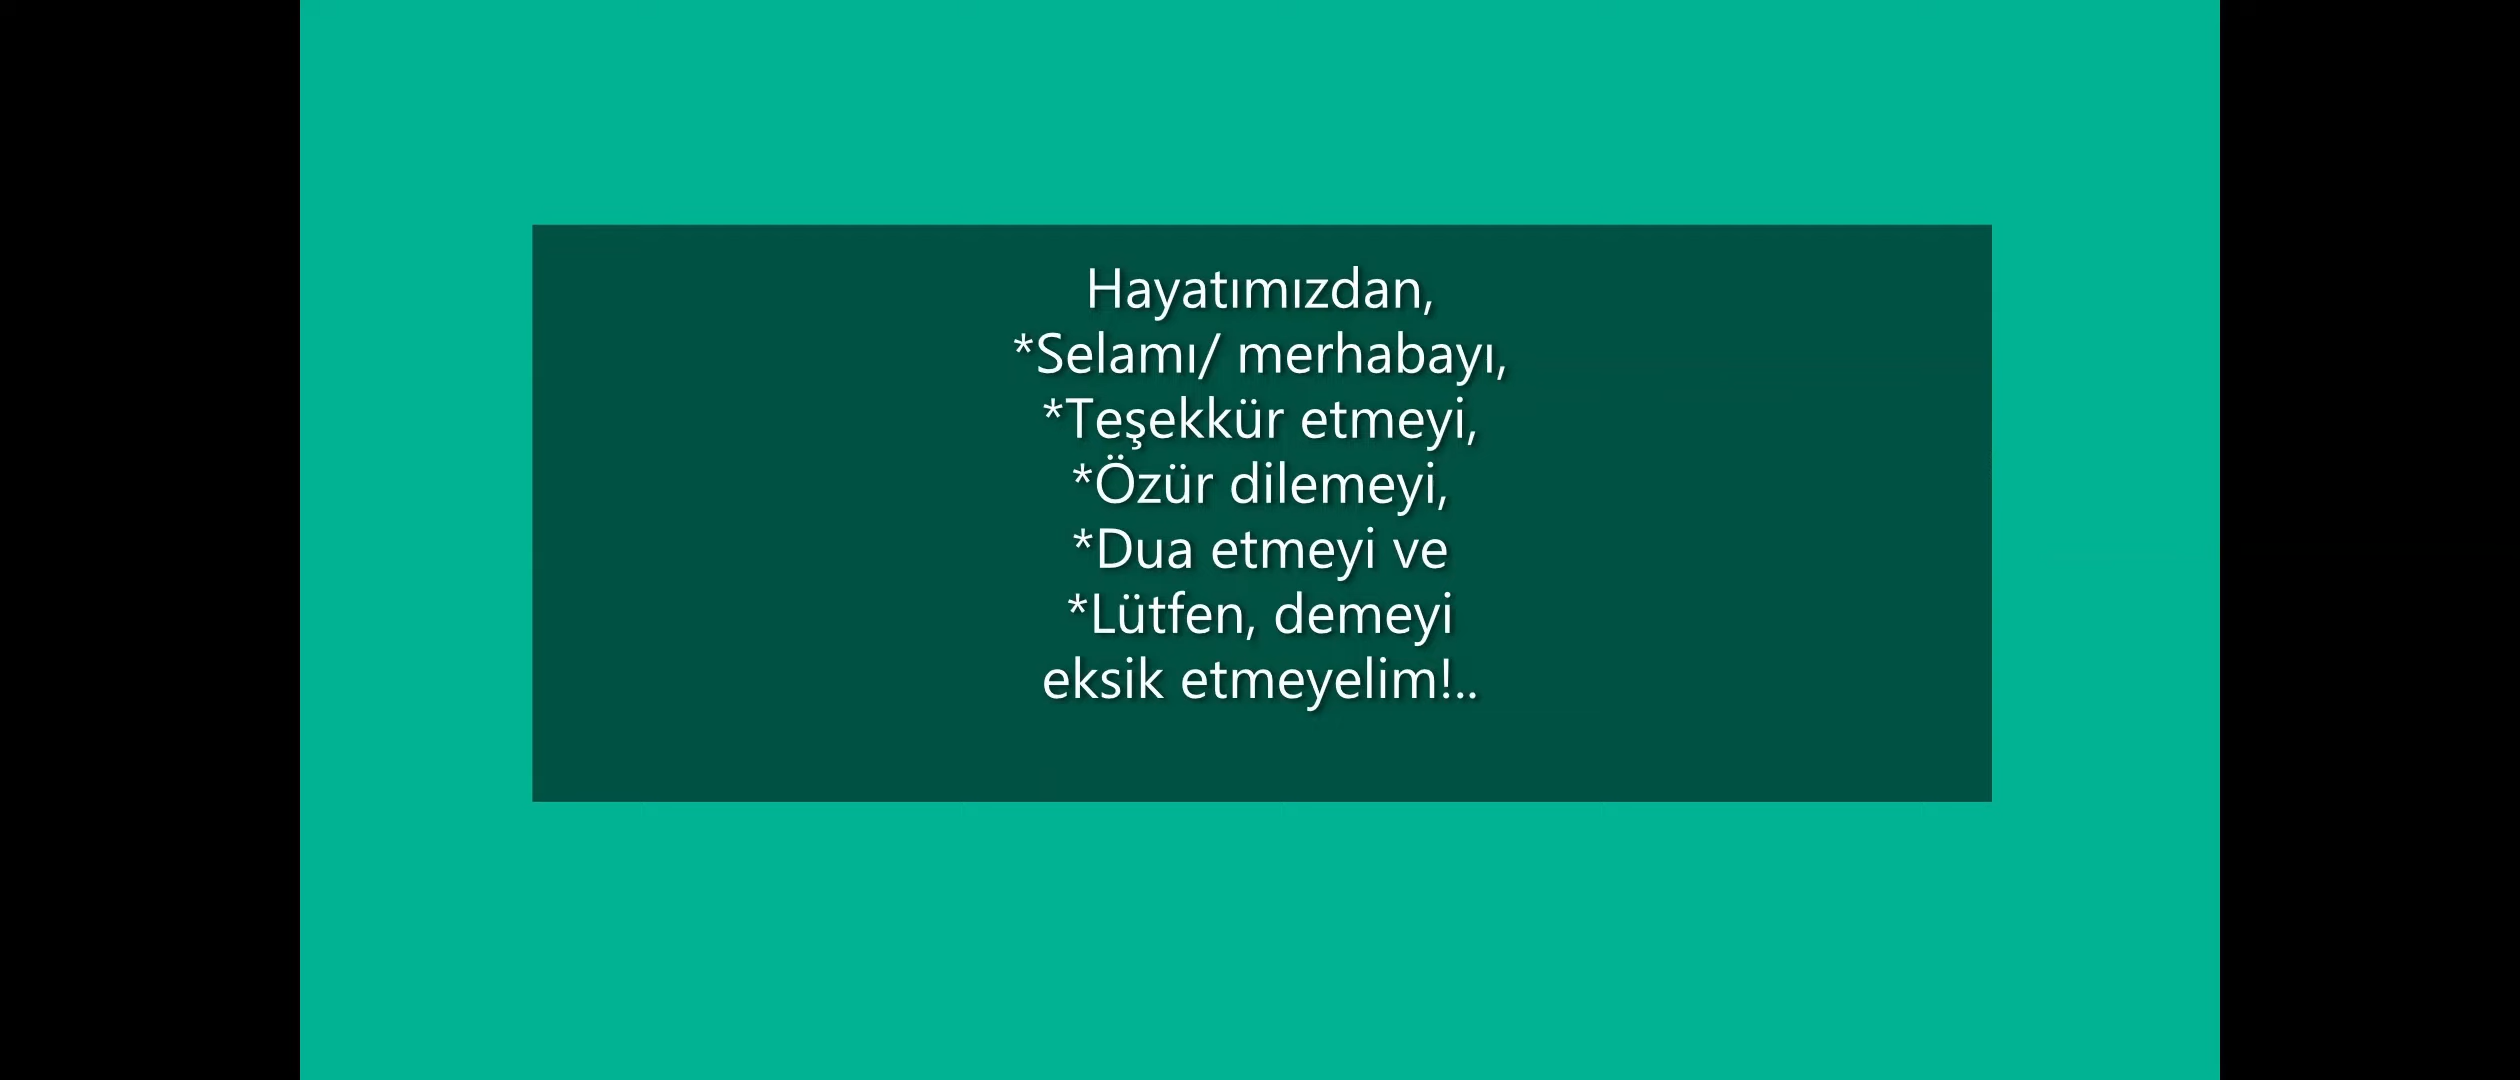 Hayatımızdan,
*Selamı/ merhabayı,
*Teşekkür etmeyi,
*Özür dilemeyi,
*Dua etmeyi ve
*Lütfen, demeyi
eksik etmeyelim!..